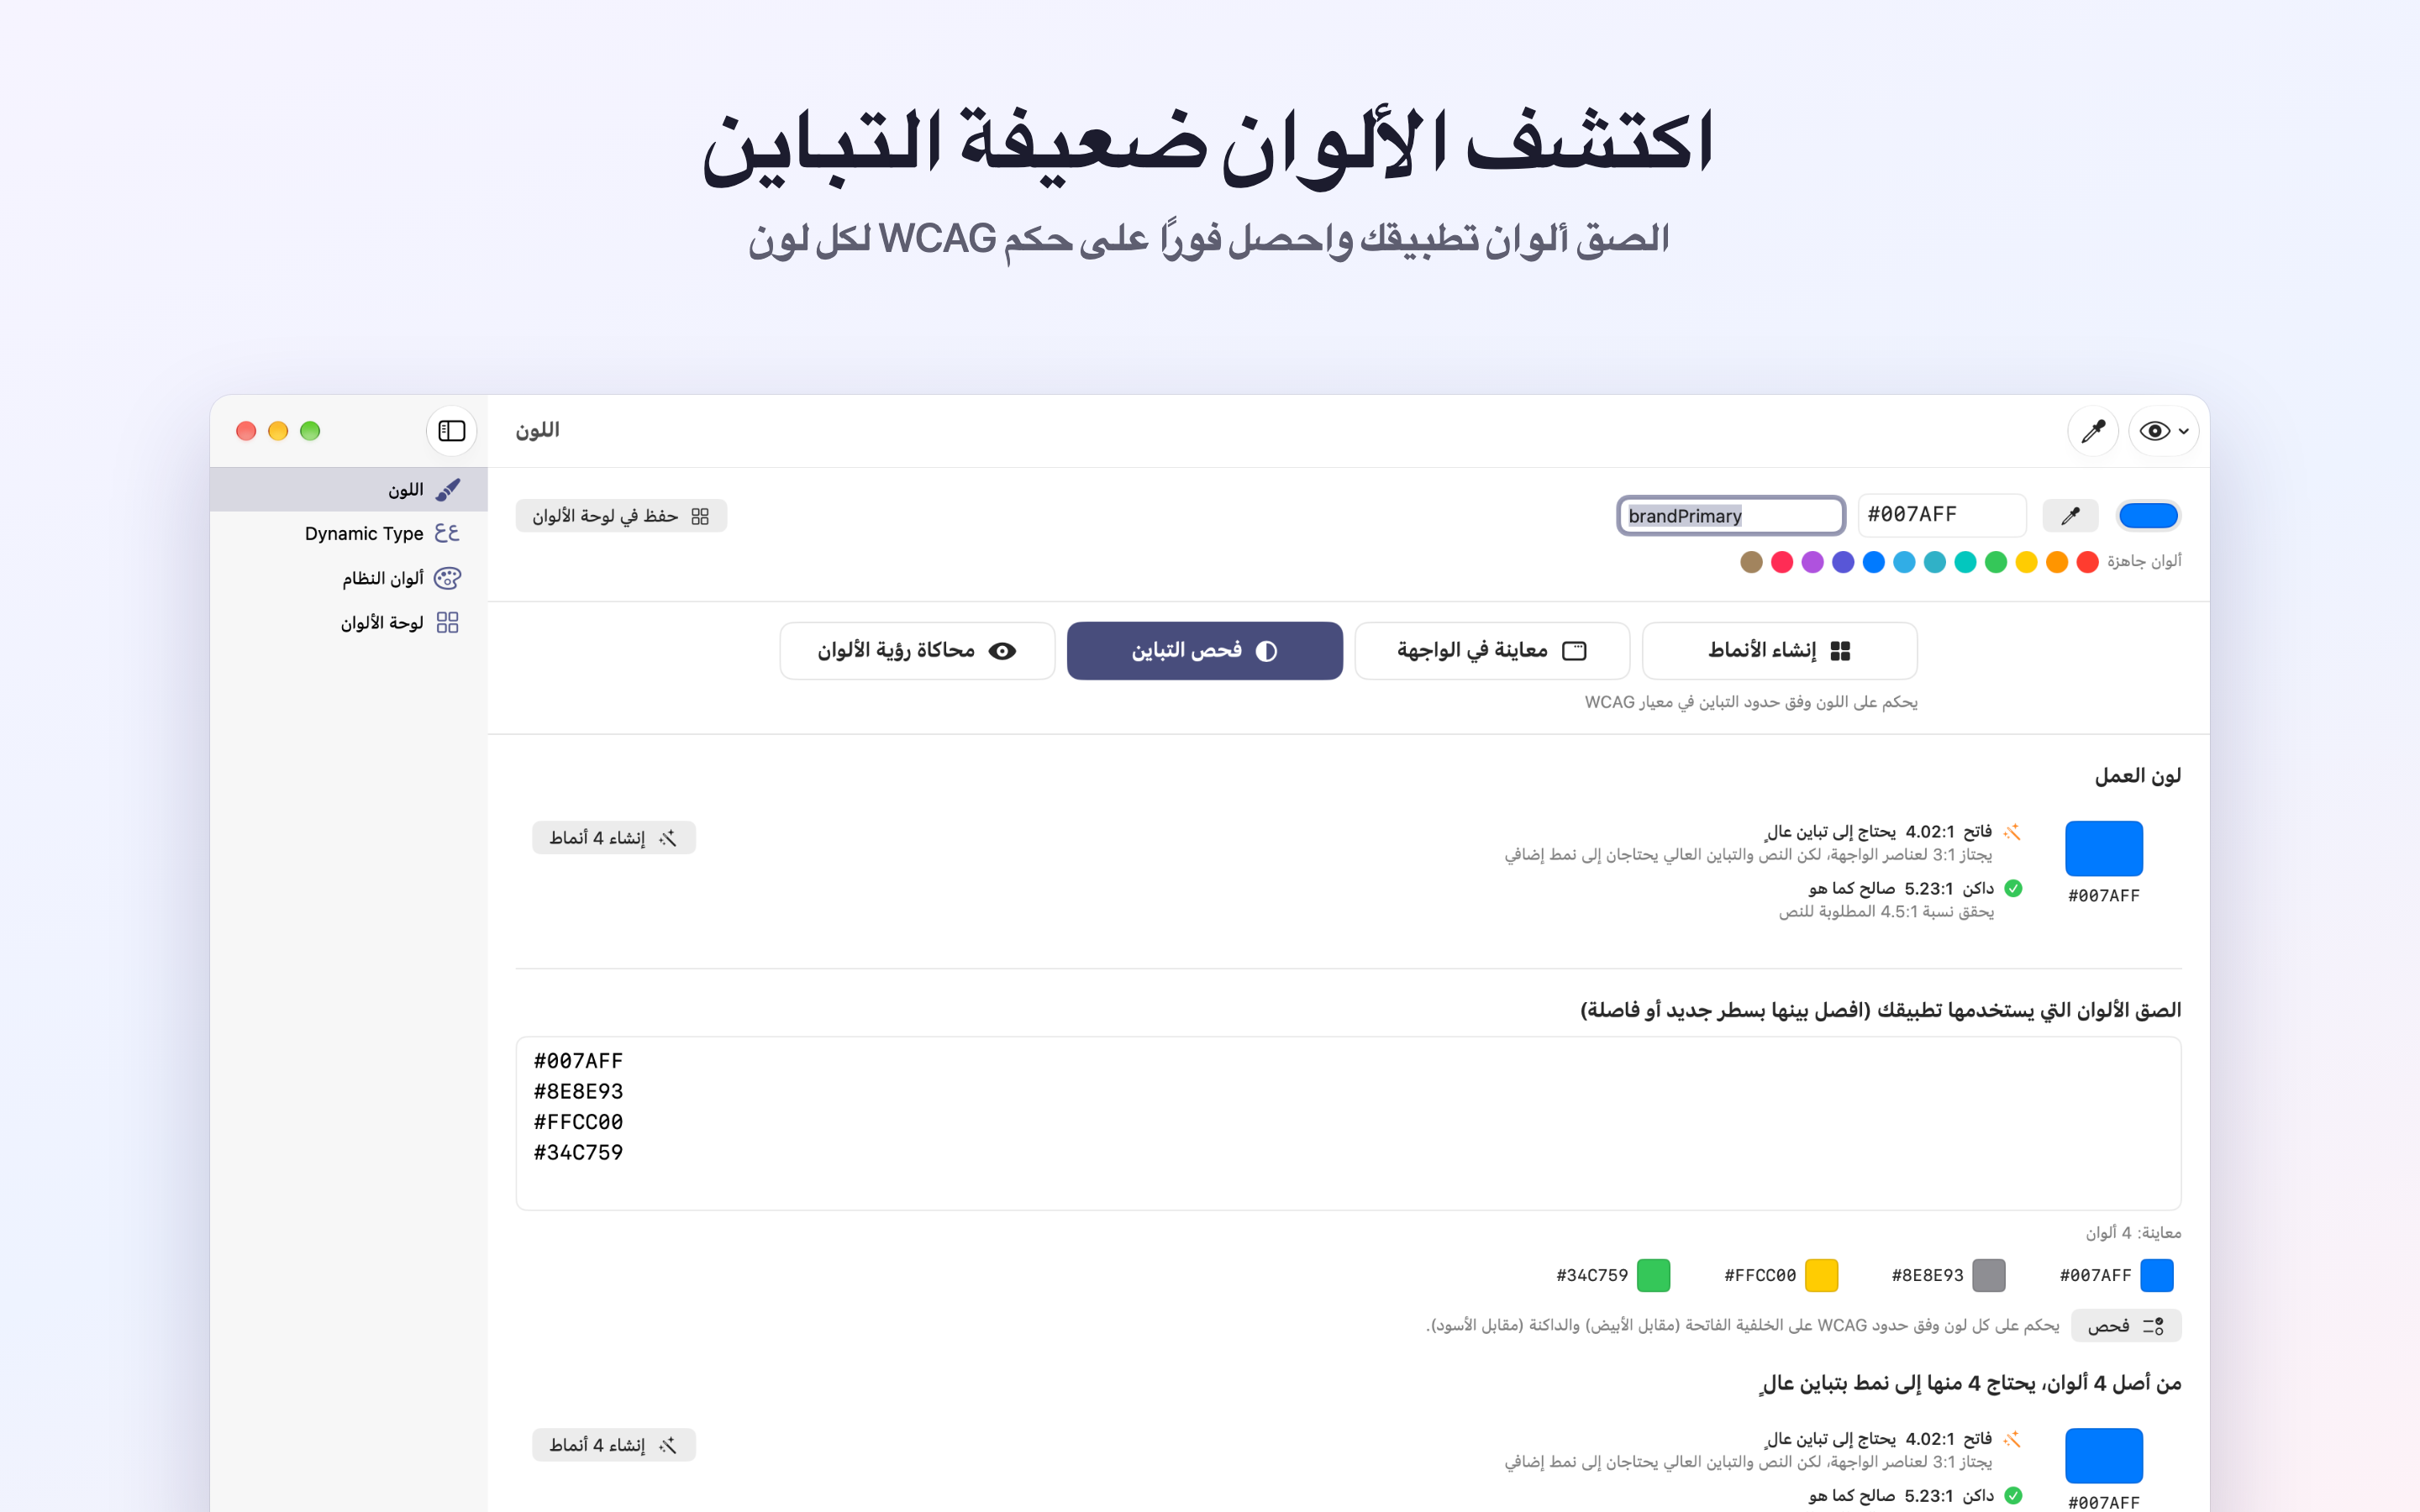 اكتشف الألوان ضعيفة التباين
الصق ألوان تطبيقك واحصل فورًا على حكم WCAG لكل لون
اللون
اللون
Dynamic Type
عع
ألوان النظام
لوحة الألوان
#007AFF
brandPrimary
حفظ في لوحة الألوان
ألوان جاهزة
إنشاء الأنماط
معاينة في الواجهة
فحص التباين
محاكاة رؤية الألوان
يحكم على اللون وفق حدود التباين في معيار WCAG
لون العمل
#007AFF
فاتح 4.02:1 يحتاج إلى تباين عالٍ
يجتاز 3:1 لعناصر الواجهة، لكن النص والتباين العالي يحتاجان إلى نمط إضافي
داكن 5.23:1 صالح كما هو
يحقق نسبة 4.5:1 المطلوبة للنص
إنشاء 4 أنماط
الصق الألوان التي يستخدمها تطبيقك (افصل بينها بسطر جديد أو فاصلة)
#007AFF
#8E8E93
#FFCC00
#34C759
معاينة: 4 ألوان
#007AFF
#8E8E93
#FFCC00
#34C759
فحص
يحكم على كل لون وفق حدود WCAG على الخلفية الفاتحة (مقابل الأبيض) والداكنة (مقابل الأسود).
من أصل 4 ألوان، يحتاج 4 منها إلى نمط بتباين عالٍ
#007AFF
فاتح 4.02:1 يحتاج إلى تباين عالٍ
يجتاز 3:1 لعناصر الواجهة، لكن النص والتباين العالي يحتاجان إلى نمط إضافي
داكن 5.23:1 صالح كما هو
إنشاء 4 أنماط